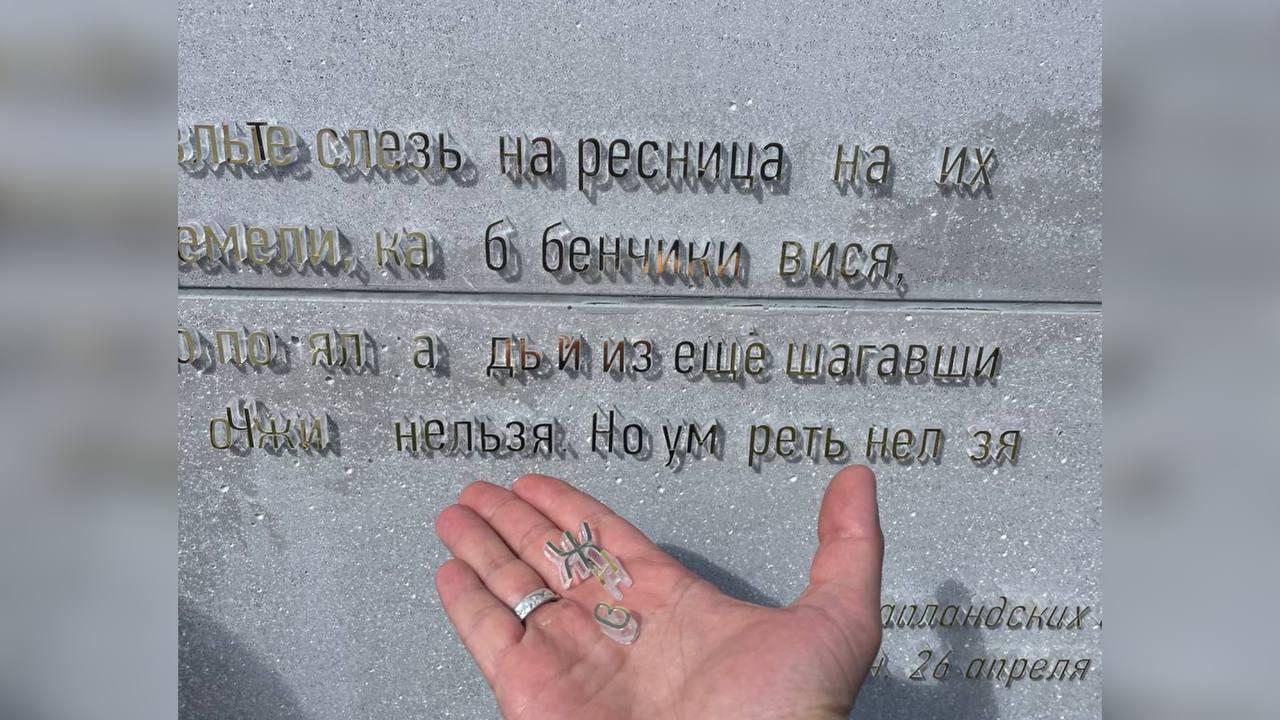 ельте слезь на ресница на их
емели, ка б бенчики вися,
по ял а дь й из ещё шагавши
оЧжи нельзя. Но ум реть нел зя
апландских
н. 26 апреля
Ж
Н
В